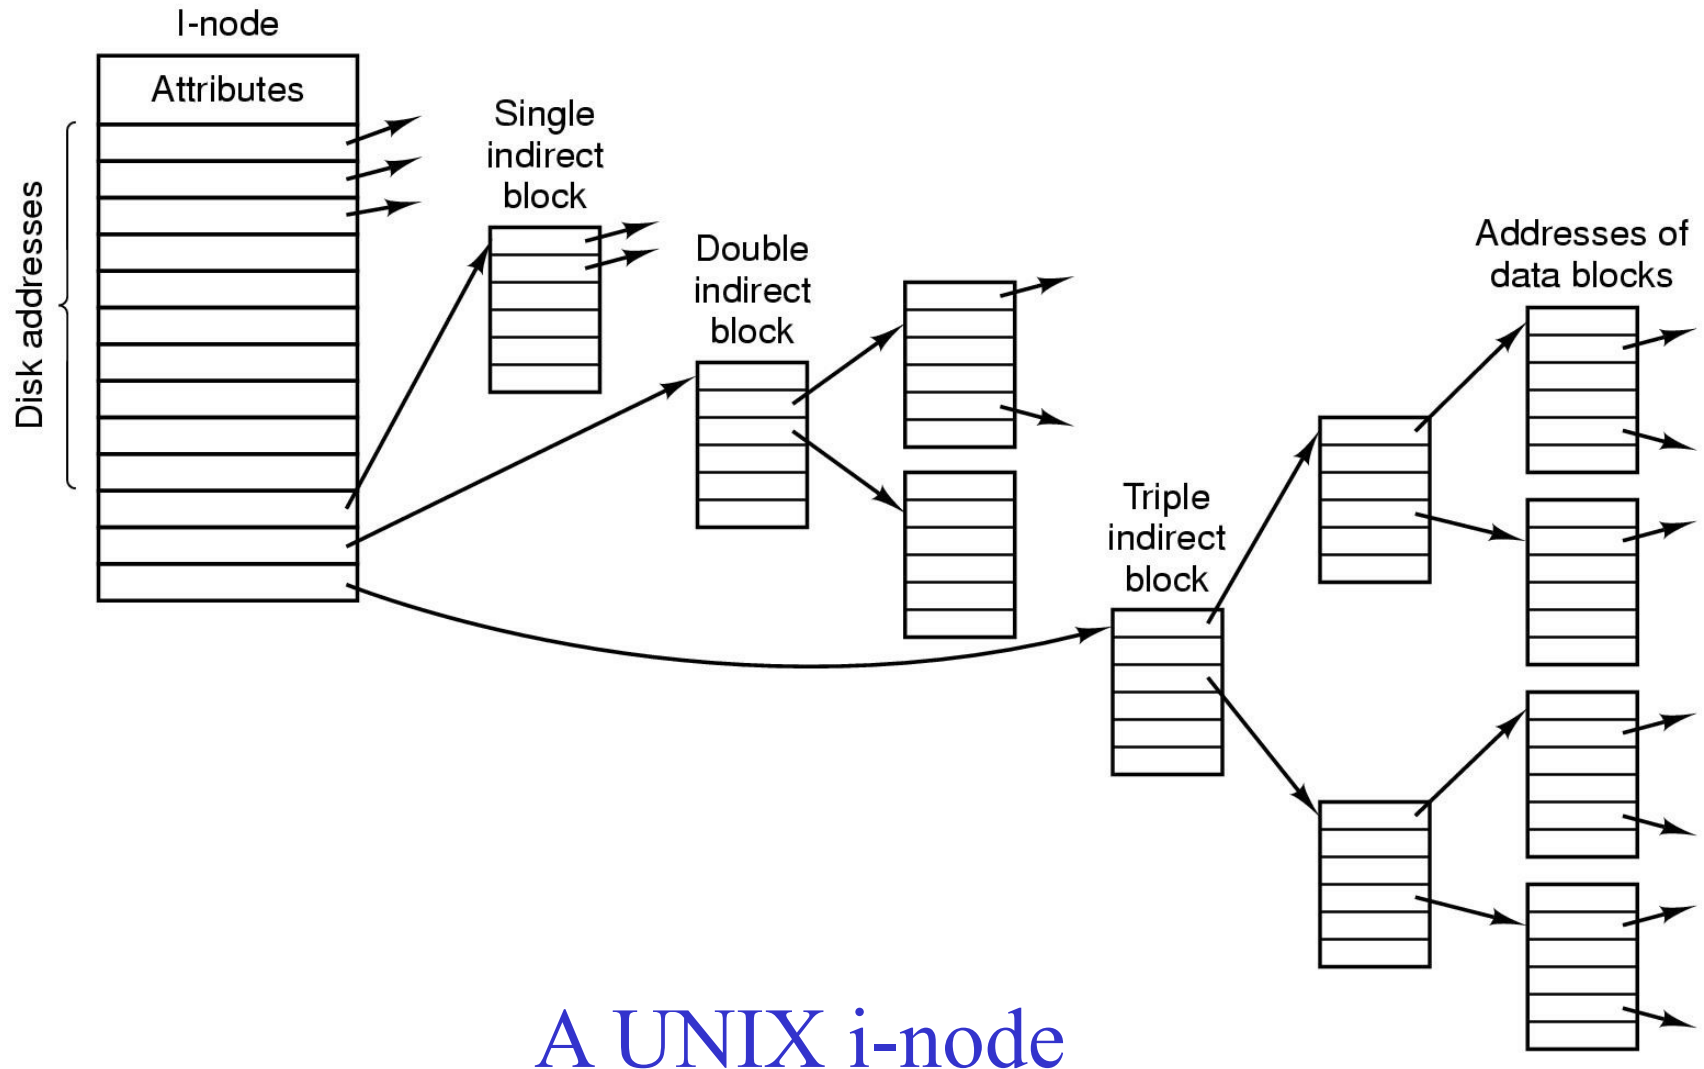 I-node
Attributes
Disk addresses
Single
indirect
block
Double
indirect
block
Triple
indirect
block
Addresses of
data blocks
A UNIX i-node